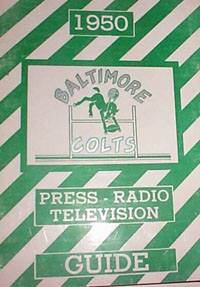 1950
BALTIMORE
COLTS
PRESS - RADIO
TELEVISION
GUIDE